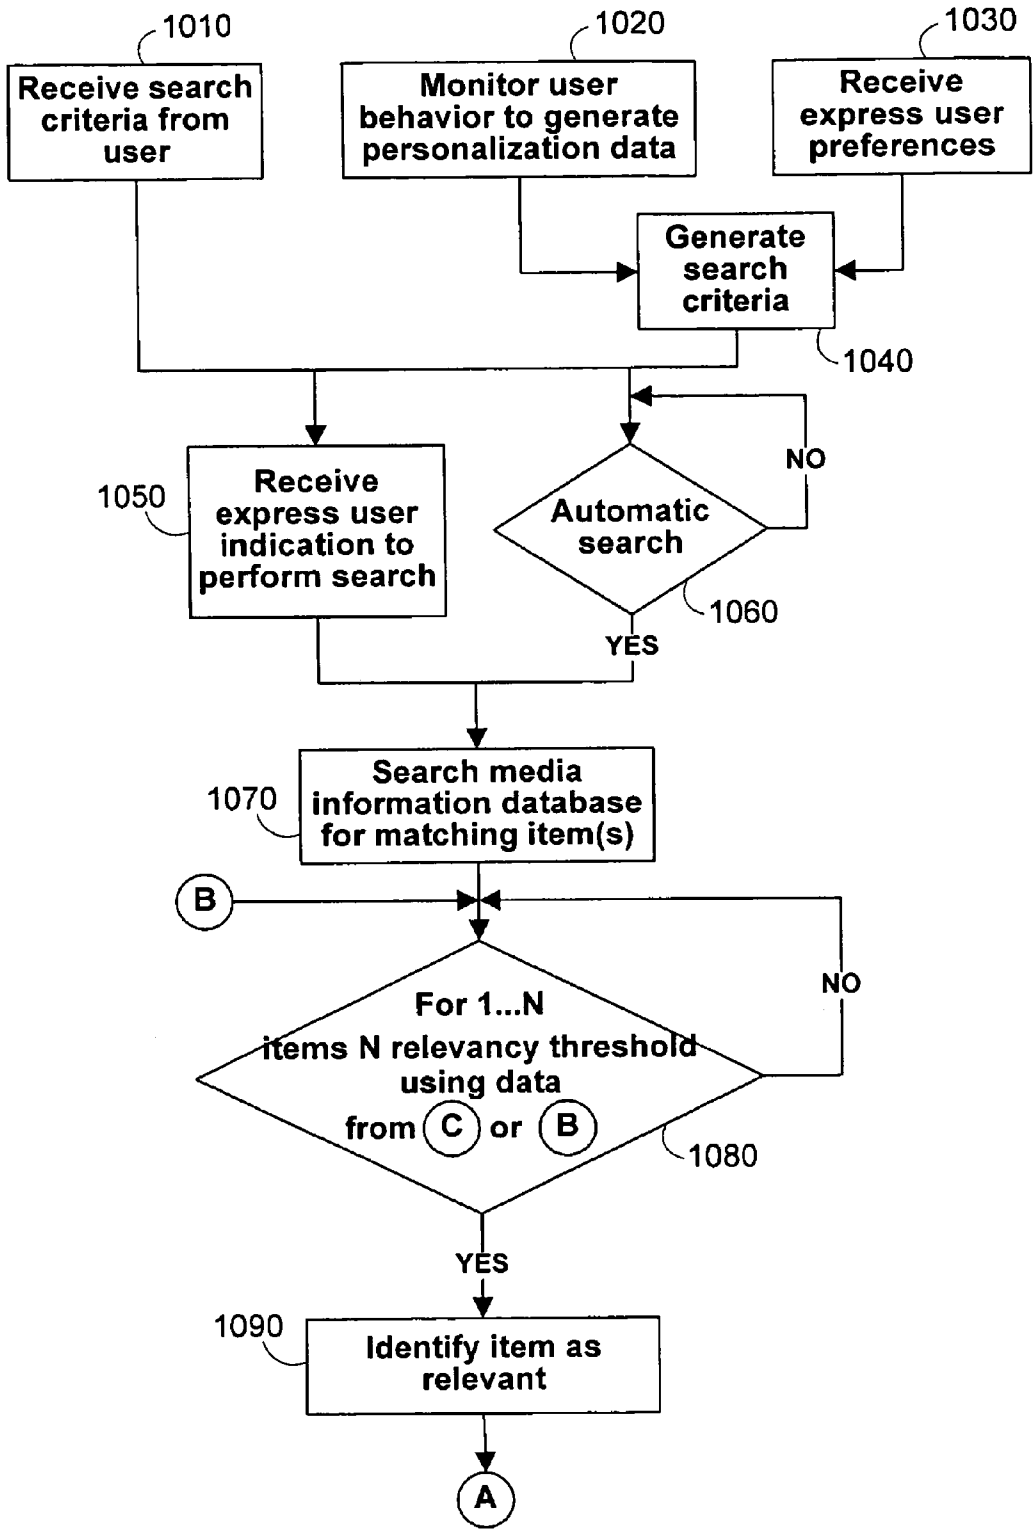 1010
1020
1030
Receive search
criteria from
user
Monitor user
behavior to generate
personalization data
Receive
express user
preferences
Generate
search
criteria
1040
1050
Receive
express user
indication to
perform search
Automatic
search
NO
1060
YES
1070
Search media
information database
for matching item(s)
B
NO
For 1...N
items N relevancy threshold
using data
from C or B
1080
YES
1090
Identify item as
relevant
A